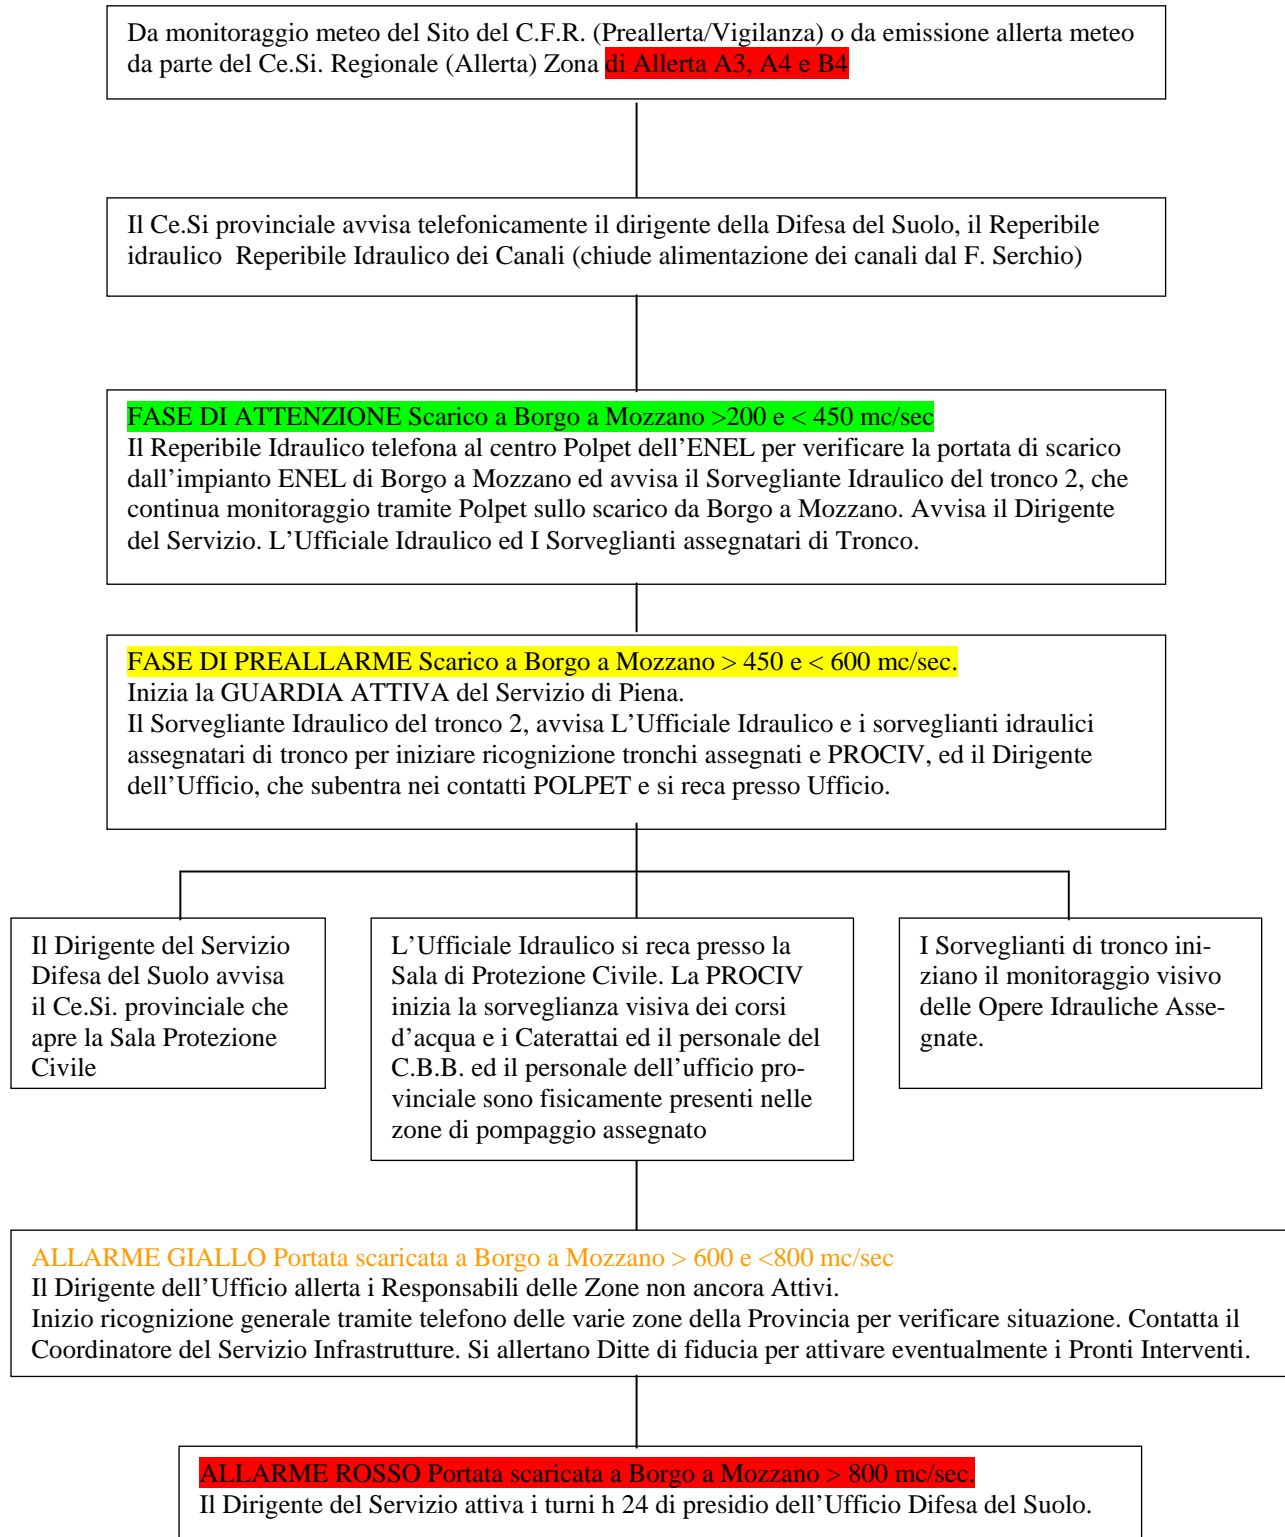 Da monitoraggio meteo del Sito del C.F.R. (Preallerta/Vigilanza) o da emissione allerta meteo
da parte del Ce.Si. Regionale (Allerta) Zona di Allerta A3, A4 e B4
Il Ce.Si provinciale avvisa telefonicamente il dirigente della Difesa del Suolo, il Reperibile
idraulico  Reperibile Idraulico dei Canali (chiude alimentazione dei canali dal F. Serchio)
FASE DI ATTENZIONE Scarico a Borgo a Mozzano >200 e < 450 mc/sec
Il Reperibile Idraulico telefona al centro Polpet dell’ENEL per verificare la portata di scarico
dall’impianto ENEL di Borgo a Mozzano ed avvisa il Sorvegliante Idraulico del tronco 2, che
continua monitoraggio tramite Polpet sullo scarico da Borgo a Mozzano. Avvisa il Dirigente
del Servizio. L’Ufficiale Idraulico ed I Sorveglianti assegnatari di Tronco.
FASE DI PREALLARME Scarico a Borgo a Mozzano > 450 e < 600 mc/sec.
Inizia la GUARDIA ATTIVA del Servizio di Piena.
Il Sorvegliante Idraulico del tronco 2, avvisa L’Ufficiale Idraulico e i sorveglianti idraulici
assegnatari di tronco per iniziare ricognizione tronchi assegnati e PROCIV, ed il Dirigente
dell’Ufficio, che subentra nei contatti POLPET e si reca presso Ufficio.
Il Dirigente del Servizio
Difesa del Suolo avvisa
il Ce.Si. provinciale che
apre la Sala Protezione
Civile
L’Ufficiale Idraulico si reca presso la
Sala di Protezione Civile. La PROCIV
inizia la sorveglianza visiva dei corsi
d’acqua e i Caterattai ed il personale del
C.B.B. ed il personale dell’ufficio pro-
vinciale sono fisicamente presenti nelle
zone di pompaggio assegnato
I Sorveglianti di tronco ini-
ziano il monitoraggio visivo
delle Opere Idrauliche Asse-
gnate.
ALLARME GIALLO Portata scaricata a Borgo a Mozzano > 600 e <800 mc/sec
Il Dirigente dell’Ufficio allerta i Responsabili delle Zone non ancora Attivi.
Inizio ricognizione generale tramite telefono delle varie zone della Provincia per verificare situazione. Contatta il
Coordinatore del Servizio Infrastrutture. Si allertano Ditte di fiducia per attivare eventualmente i Pronti Interventi.
ALLARME ROSSO Portata scaricata a Borgo a Mozzano > 800 mc/sec.
Il Dirigente del Servizio attiva i turni h 24 di presidio dell’Ufficio Difesa del Suolo.